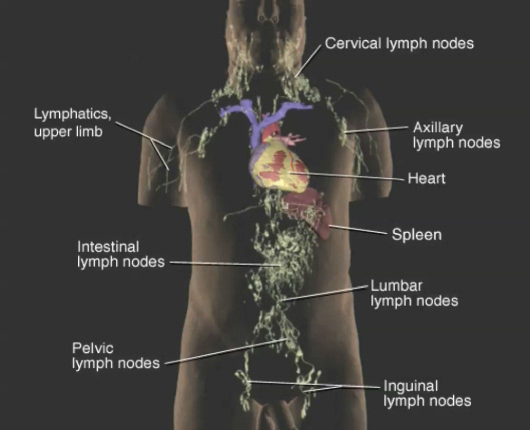 Cervical lymph nodes
Lymphatics,
upper limb
Axillary
lymph nodes
Heart
Spleen
Intestinal
lymph nodes
Lumbar
lymph nodes
Pelvic
lymph nodes
Inguinal
lymph nodes